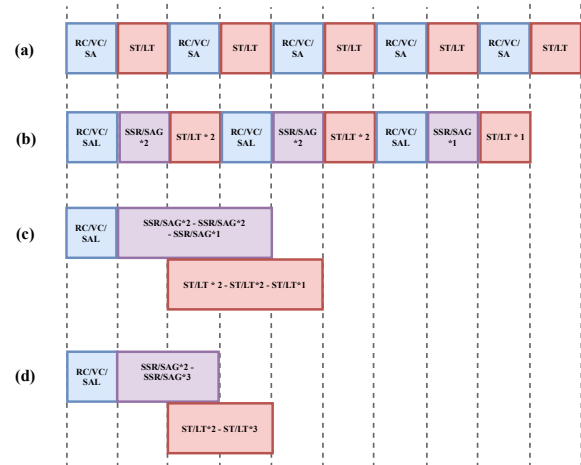 (a)
RC/VC/
SA
ST/LT
RC/VC/
SA
ST/LT
RC/VC/
SA
ST/LT
RC/VC/
SA
ST/LT
RC/VC/
SA
ST/LT
(b)
RC/VC/
SAL
SSR/SAG
*2
ST/LT * 2
RC/VC/
SAL
SSR/SAG
*2
ST/LT * 2
RC/VC/
SAL
SSR/SAG
*1
ST/LT * 1
(c)
RC/VC/
SAL
SSR/SAG*2 - SSR/SAG*2
- SSR/SAG*1
ST/LT * 2 - ST/LT*2 - ST/LT*1
(d)
RC/VC/
SAL
SSR/SAG*2 -
SSR/SAG*3
ST/LT*2 - ST/LT*3